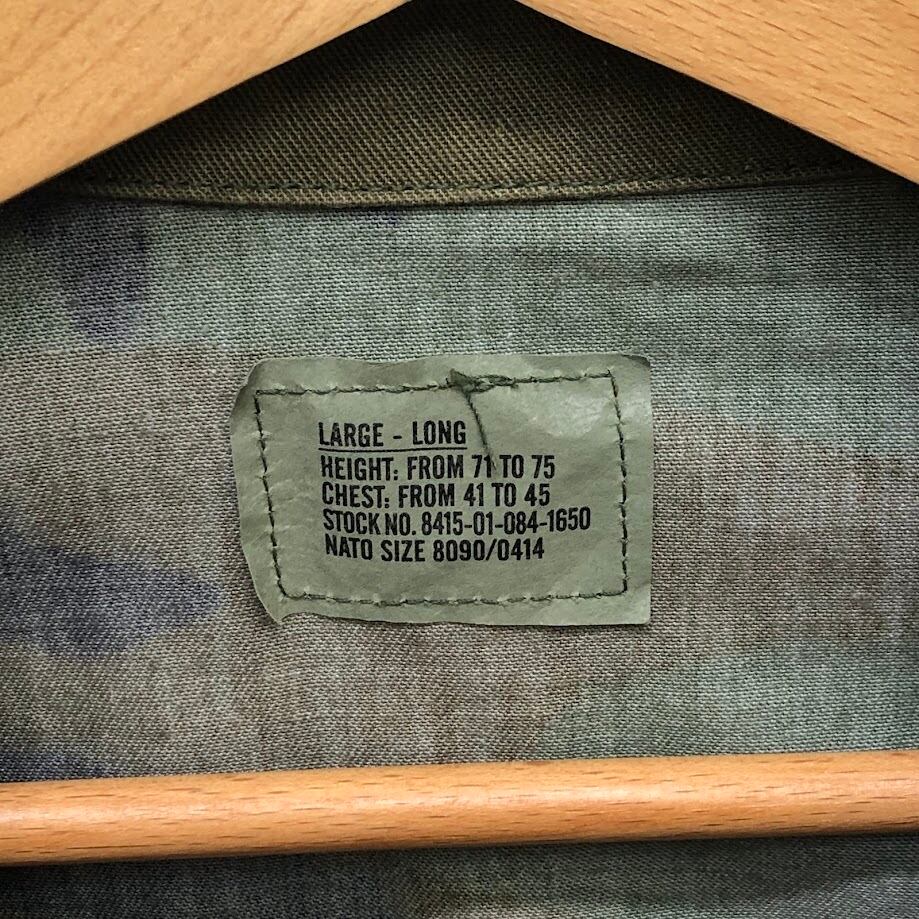 LARGE - LONG
HEIGHT: FROM 71 TO 75
CHEST: FROM 41 TO 45
STOCK NO. 8415-01-084-1650
NATO SIZE 8090/0414